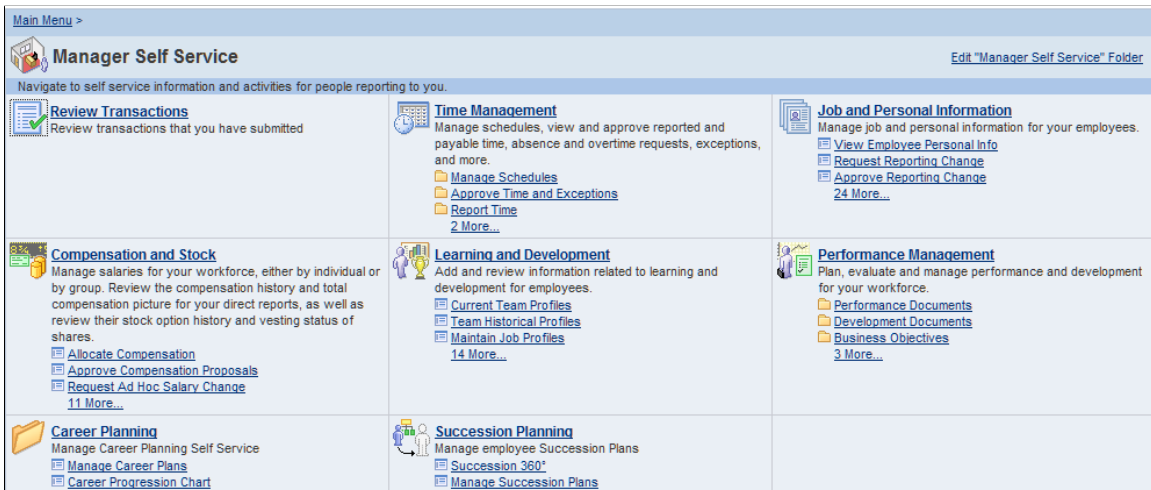 Main Menu >
Manager Self Service
Edit "Manager Self Service" Folder
Navigate to self service information and activities for people reporting to you.
Review Transactions
Review transactions that you have submitted
Time Management
Manage schedules, view and approve reported and
payable time, absence and overtime requests, exceptions,
and more.
Manage Schedules
Approve Time and Exceptions
Report Time
2 More...
Job and Personal Information
Manage job and personal information for your employees.
View Employee Personal Info
Request Reporting Change
Approve Reporting Change
24 More...
Compensation and Stock
Manage salaries for your workforce, either by individual or
by group. Review the compensation history and total
compensation picture for your direct reports, as well as
review their stock option history and vesting status of
shares.
Allocate Compensation
Approve Compensation Proposals
Request Ad Hoc Salary Change
11 More...
Learning and Development
Add and review information related to learning and
development for employees.
Current Team Profiles
Team Historical Profiles
Maintain Job Profiles
14 More...
Performance Management
Plan, evaluate and manage performance and development
for your workforce.
Performance Documents
Development Documents
Business Objectives
3 More...
Career Planning
Manage Career Planning Self Service
Manage Career Plans
Career Progression Chart
Succession Planning
Manage employee Succession Plans
Succession 360°
Manage Succession Plans